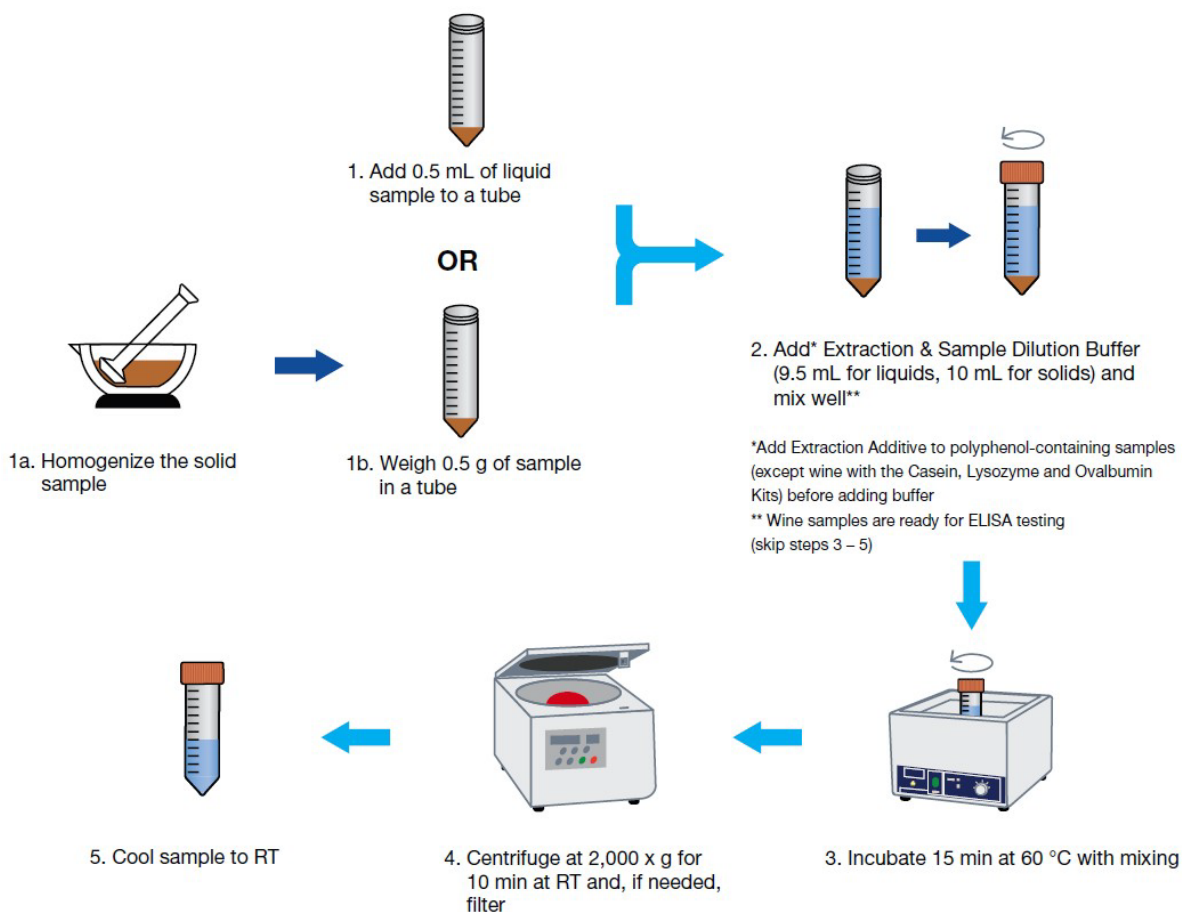 1. Add 0.5 mL of liquid
sample to a tube
OR
1a. Homogenize the solid
sample
1b. Weigh 0.5 g of sample
in a tube
2. Add* Extraction & Sample Dilution Buffer
(9.5 mL for liquids, 10 mL for solids) and
mix well**
*Add Extraction Additive to polyphenol-containing samples
(except wine with the Casein, Lysozyme and Ovalbumin
Kits) before adding buffer
** Wine samples are ready for ELISA testing
(skip steps 3 – 5)
3. Incubate 15 min at 60 °C with mixing
4. Centrifuge at 2,000 x g for
10 min at RT and, if needed,
filter
5. Cool sample to RT